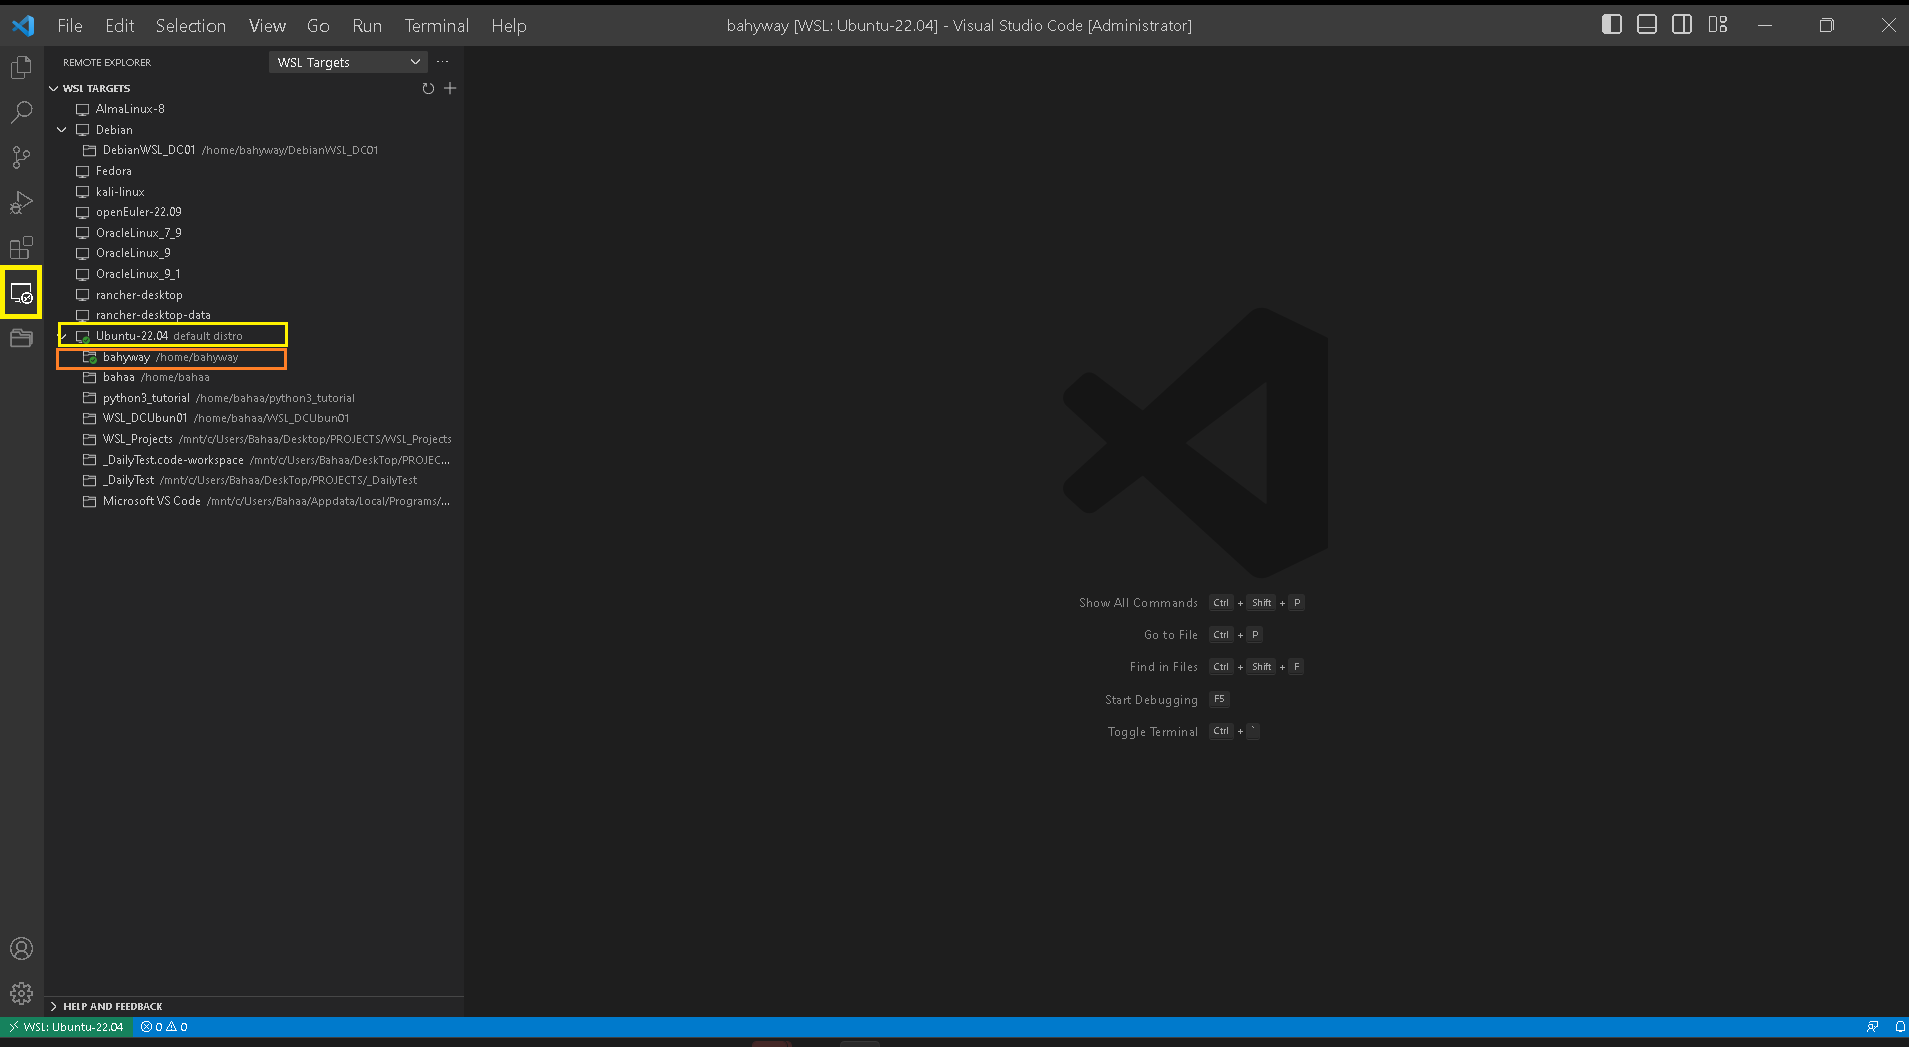 File Edit Selection View Go Run Terminal Help
bahyway [WSL: Ubuntu-22.04] - Visual Studio Code [Administrator]
REMOTE EXPLORER
WSL Targets
WSL TARGETS
AlmaLinux-8
Debian
DebianWSL_DC01 /home/bahyway/DebianWSL_DC01
Fedora
kali-linux
openEuler-22.09
OracleLinux_7_9
OracleLinux_9
OracleLinux_9_1
rancher-desktop
rancher-desktop-data
Ubuntu-22.04 default distro
bahyway /home/bahyway
bahaa /home/bahaa
python3_tutorial /home/bahaa/python3_tutorial
WSL_DCUbun01 /home/bahaa/WSL_DCUbun01
WSL_Projects /mnt/c/Users/Bahaa/Desktop/PROJECTS/WSL_Projects
_DailyTest.code-workspace /mnt/c/Users/Bahaa/DeskTop/PROJEC...
_DailyTest /mnt/c/Users/Bahaa/DeskTop/PROJECTS/_DailyTest
Microsoft VS Code /mnt/c/Users/Bahaa/Appdata/Local/Programs/...
Show All Commands Ctrl + Shift + P
Go to File Ctrl + P
Find in Files Ctrl + Shift + F
Start Debugging F5
Toggle Terminal Ctrl + `
HELP AND FEEDBACK
WSL: Ubuntu-22.04 0 0